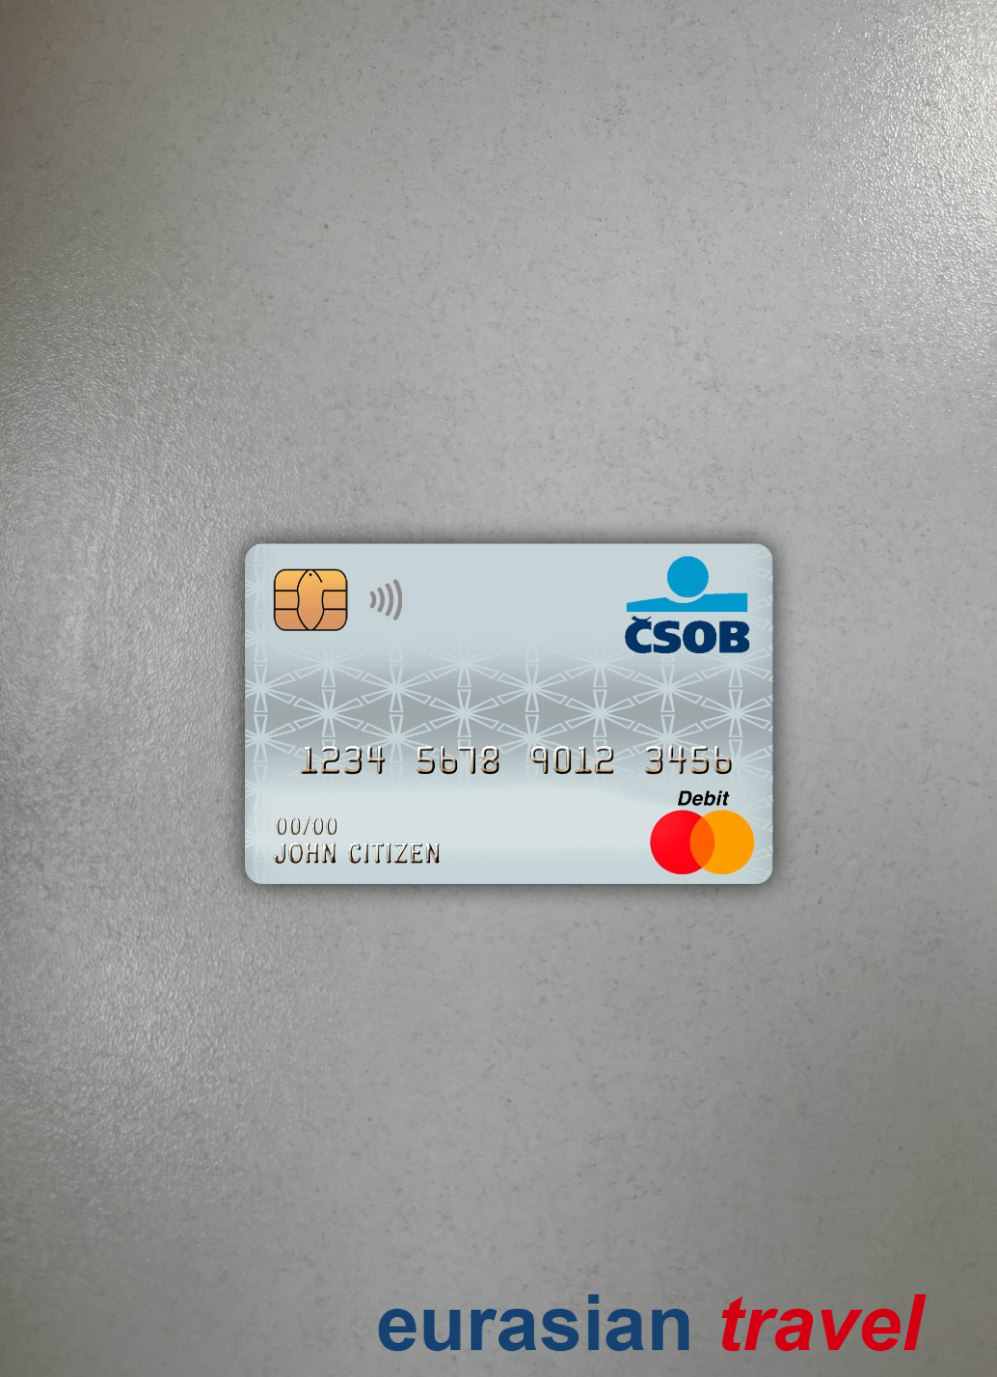 ČSOB
1234 5678 9012 3456
Debit
00/00
JOHN CITIZEN
eurasian travel